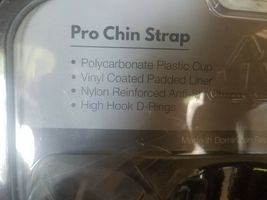 Pro Chin Strap
• Polycarbonate Plastic Cup
• Vinyl Coated Padded Liner
• Nylon Reinforced
• High Hook D-Rings
Made in Dominican